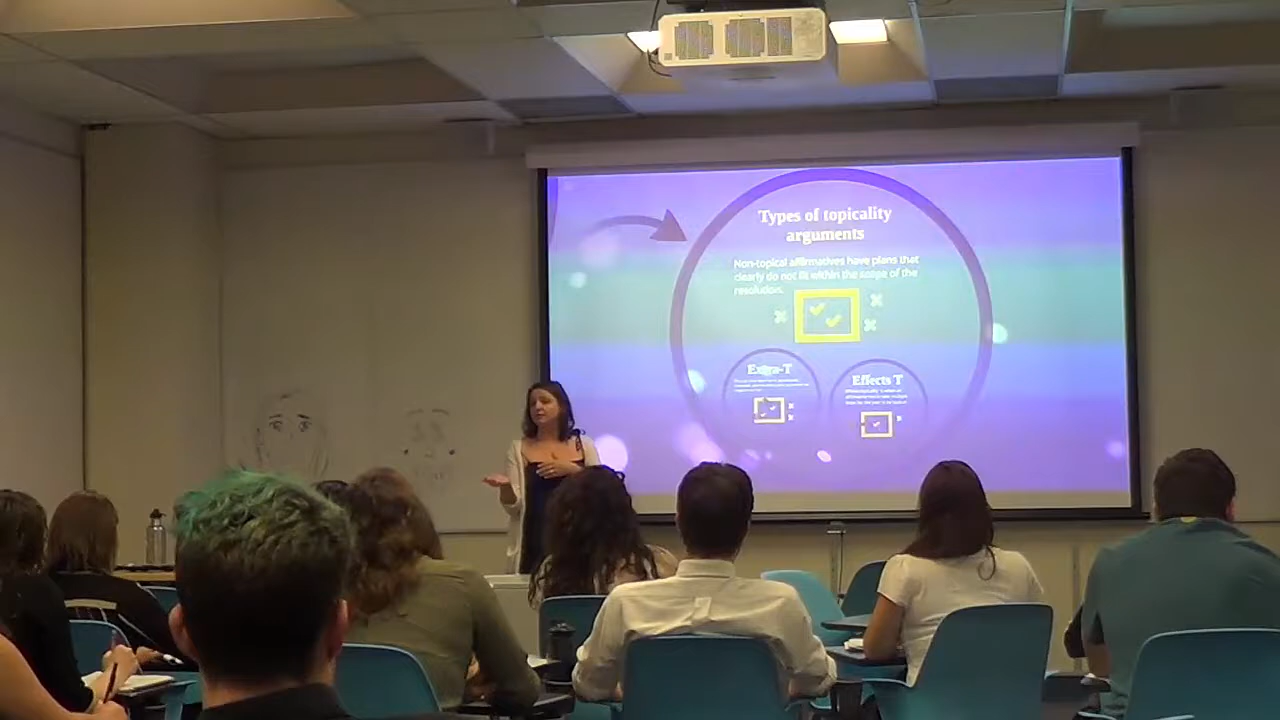 Types of topicality
arguments
Non-topical affirmatives have plans that
clearly do not fit within the scope of the
resolution.
Extra-T
Effects T